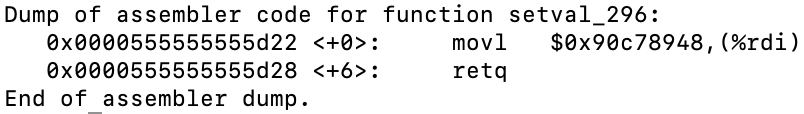 Dump of assembler code for function setval_296:
   0x0000555555555d22 <+0>:     movl   $0x90c78948,(%rdi)
   0x0000555555555d28 <+6>:     retq
End of assembler dump.